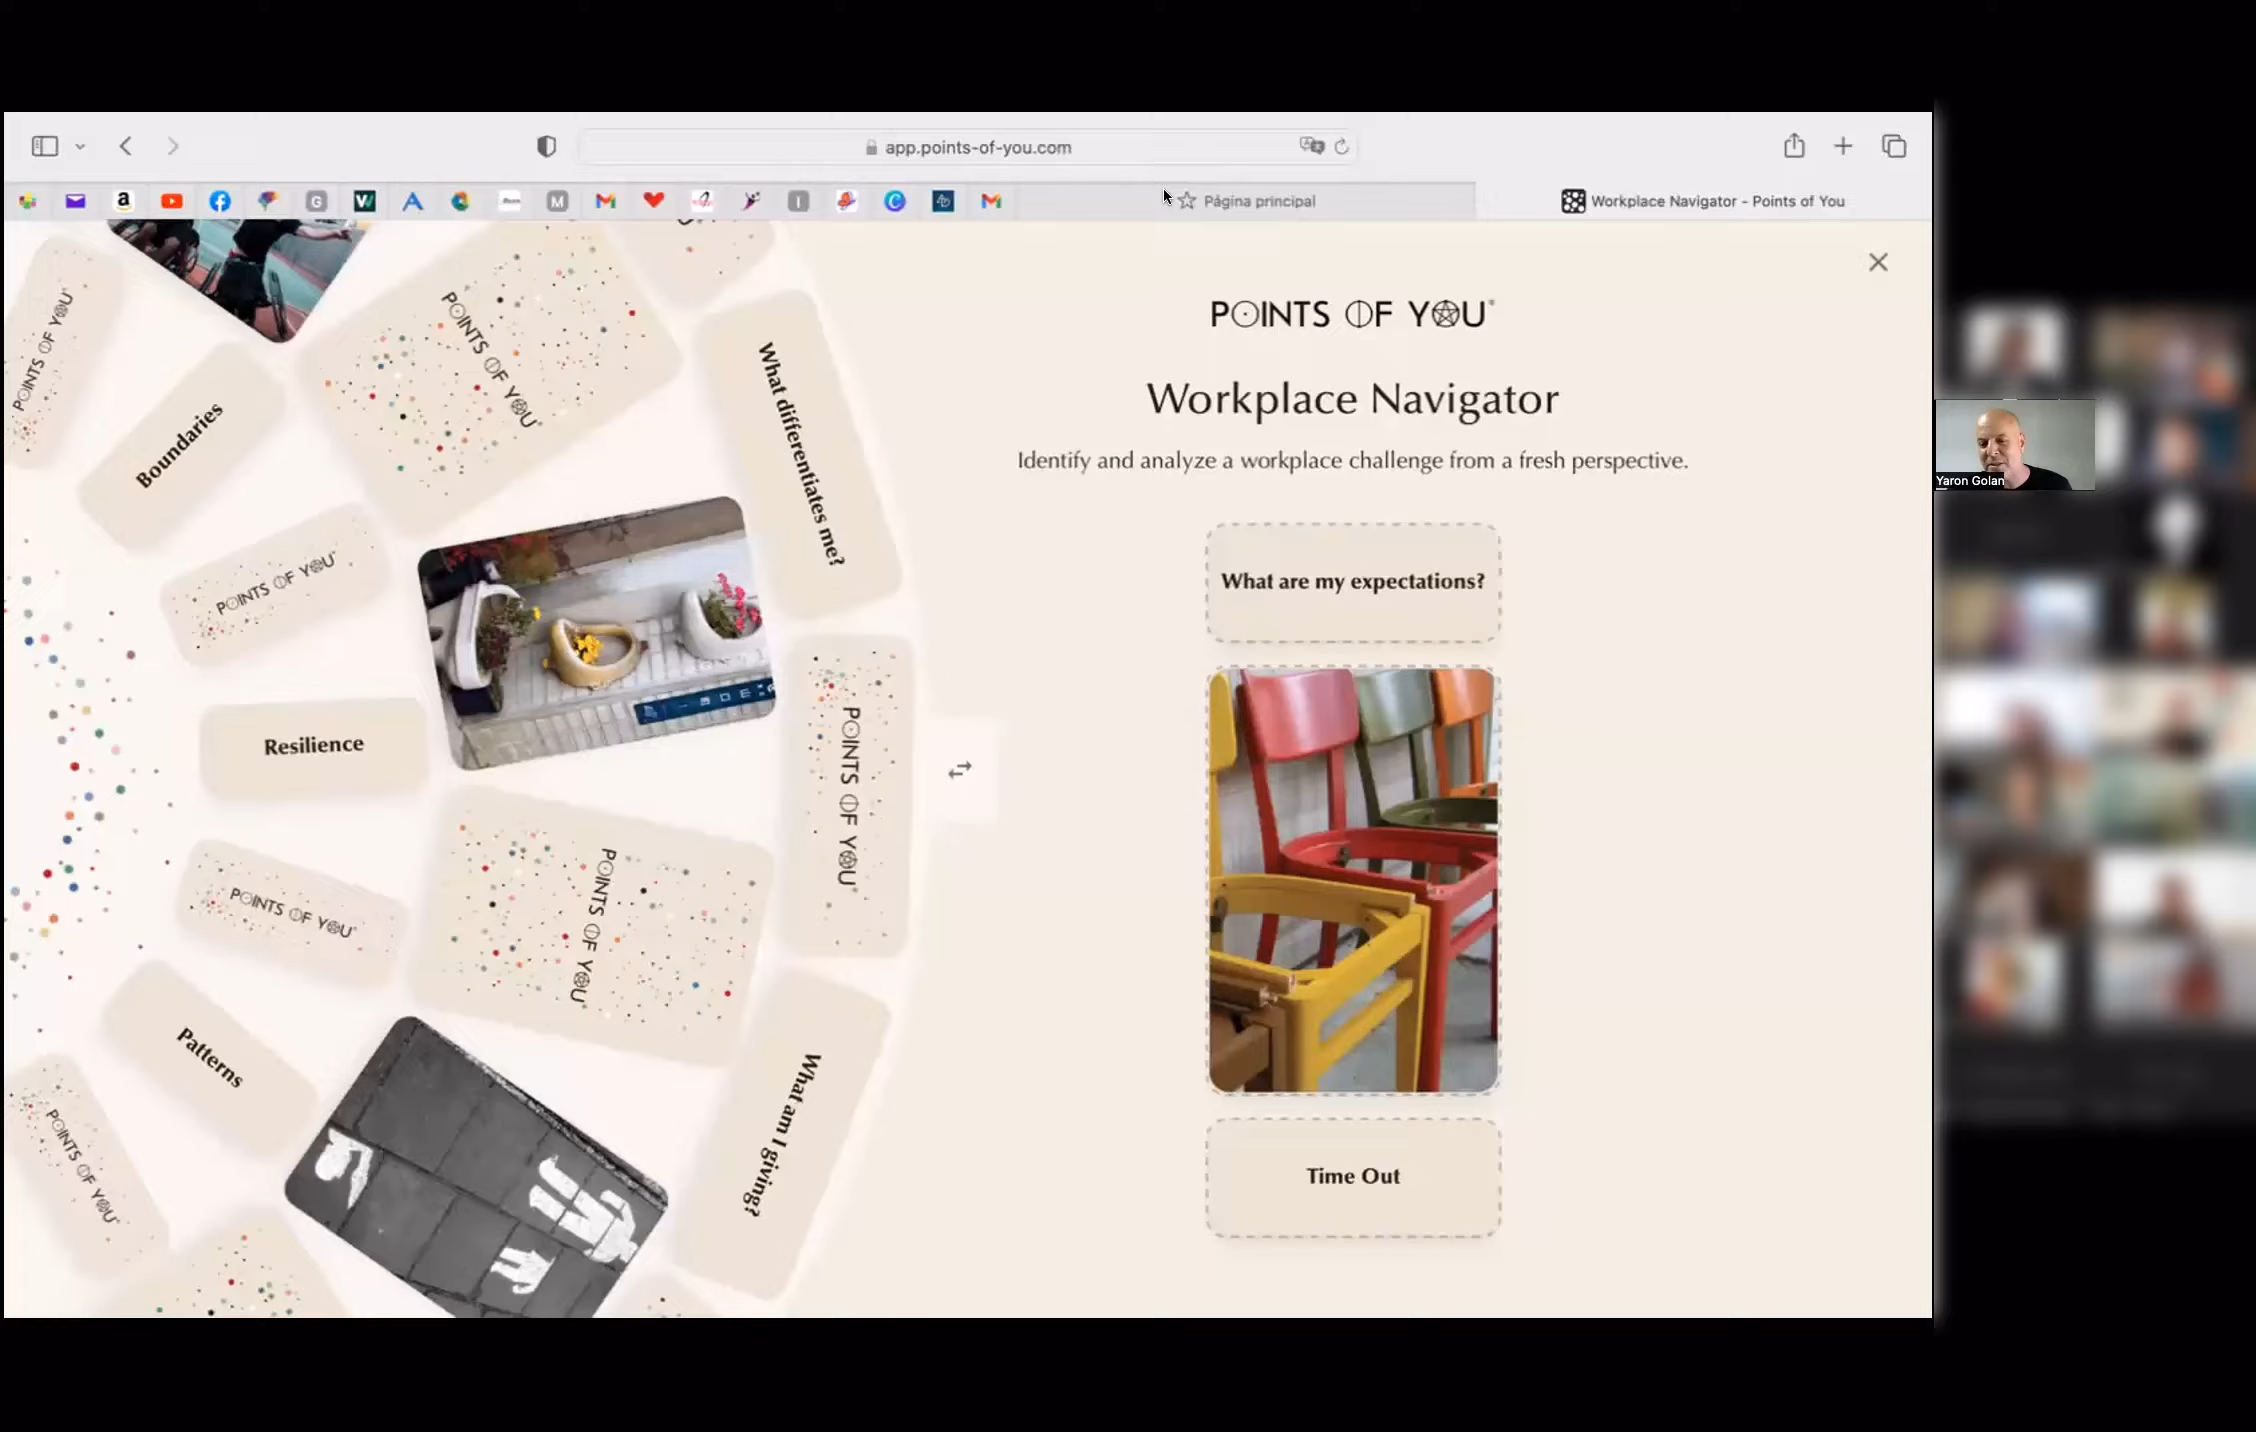 app.points-of-you.com
Página principal
Workplace Navigator - Points of You
POINTS OF YOU
Boundaries
POINTS OF YOU
What differentiates me?
POINTS OF YOU
Resilience
POINTS OF YOU
POINTS OF YOU
POINTS OF YOU
Patterns
POINTS OF YOU
What am I giving?
POINTS OF YOU
Workplace Navigator
Identify and analyze a workplace challenge from a fresh perspective.
What are my expectations?
Time Out
Yaron Golan